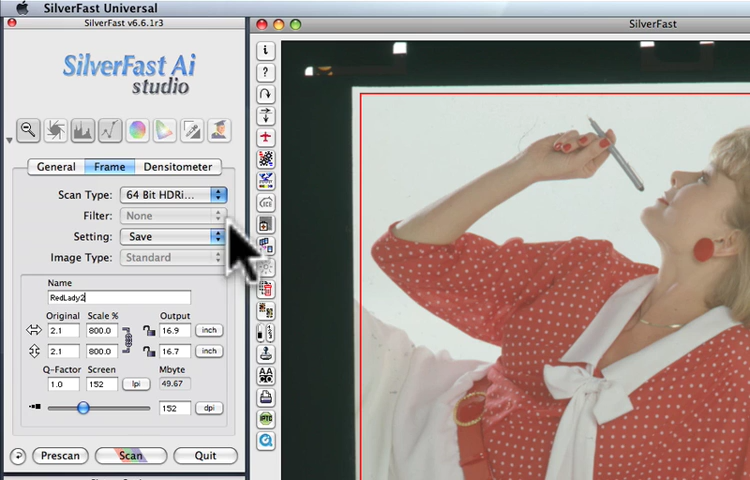 SilverFast Universal
SilverFast v6.6.1r3
SilverFast
SilverFast Ai
studio
General Frame Densitometer
Scan Type: 64 Bit HDRi...
Filter: None
Setting: Save
Image Type: Standard
Name
RedLady2
Original Scale % Output
2.1 800.0 16.9 inch
2.1 800.0 16.7 inch
Q-Factor Screen Mbyte
1.0 152 lpi 49.67
152 dpi
Prescan Scan Quit
i
?
AA
IPTC